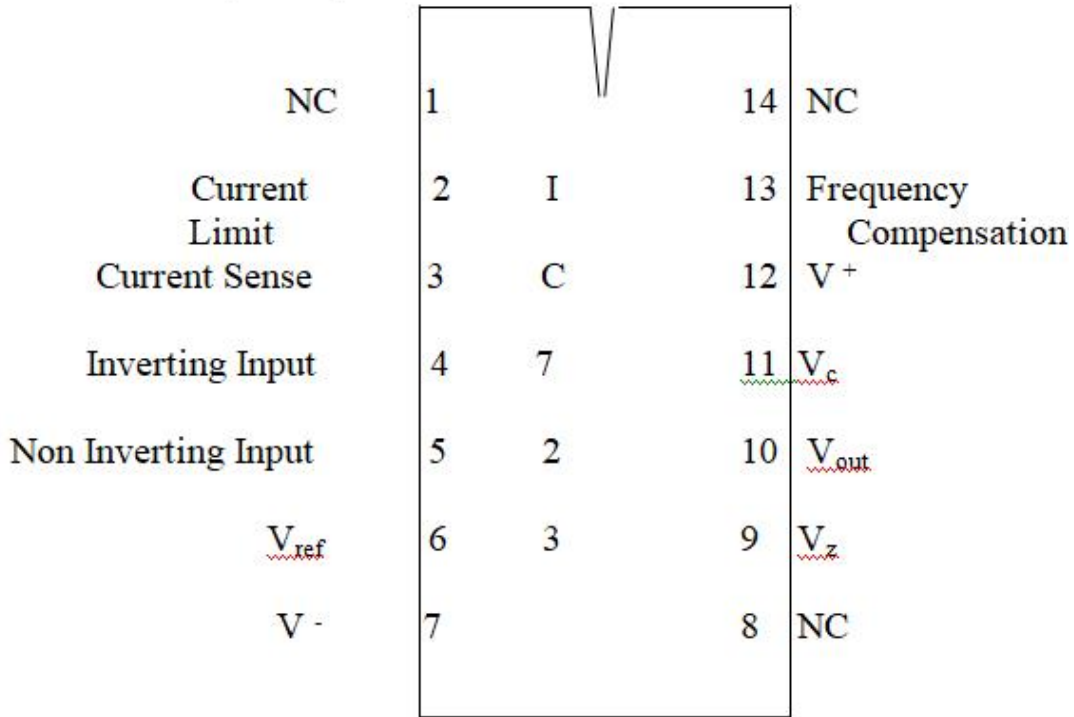 NC 1 14 NC
Current 2 I 13 Frequency
Limit Compensation
Current Sense 3 C 12 V +
Inverting Input 4 7 11 Vc
Non Inverting Input 5 2 10 Vout
Vref 6 3 9 Vz
V - 7 8 NC